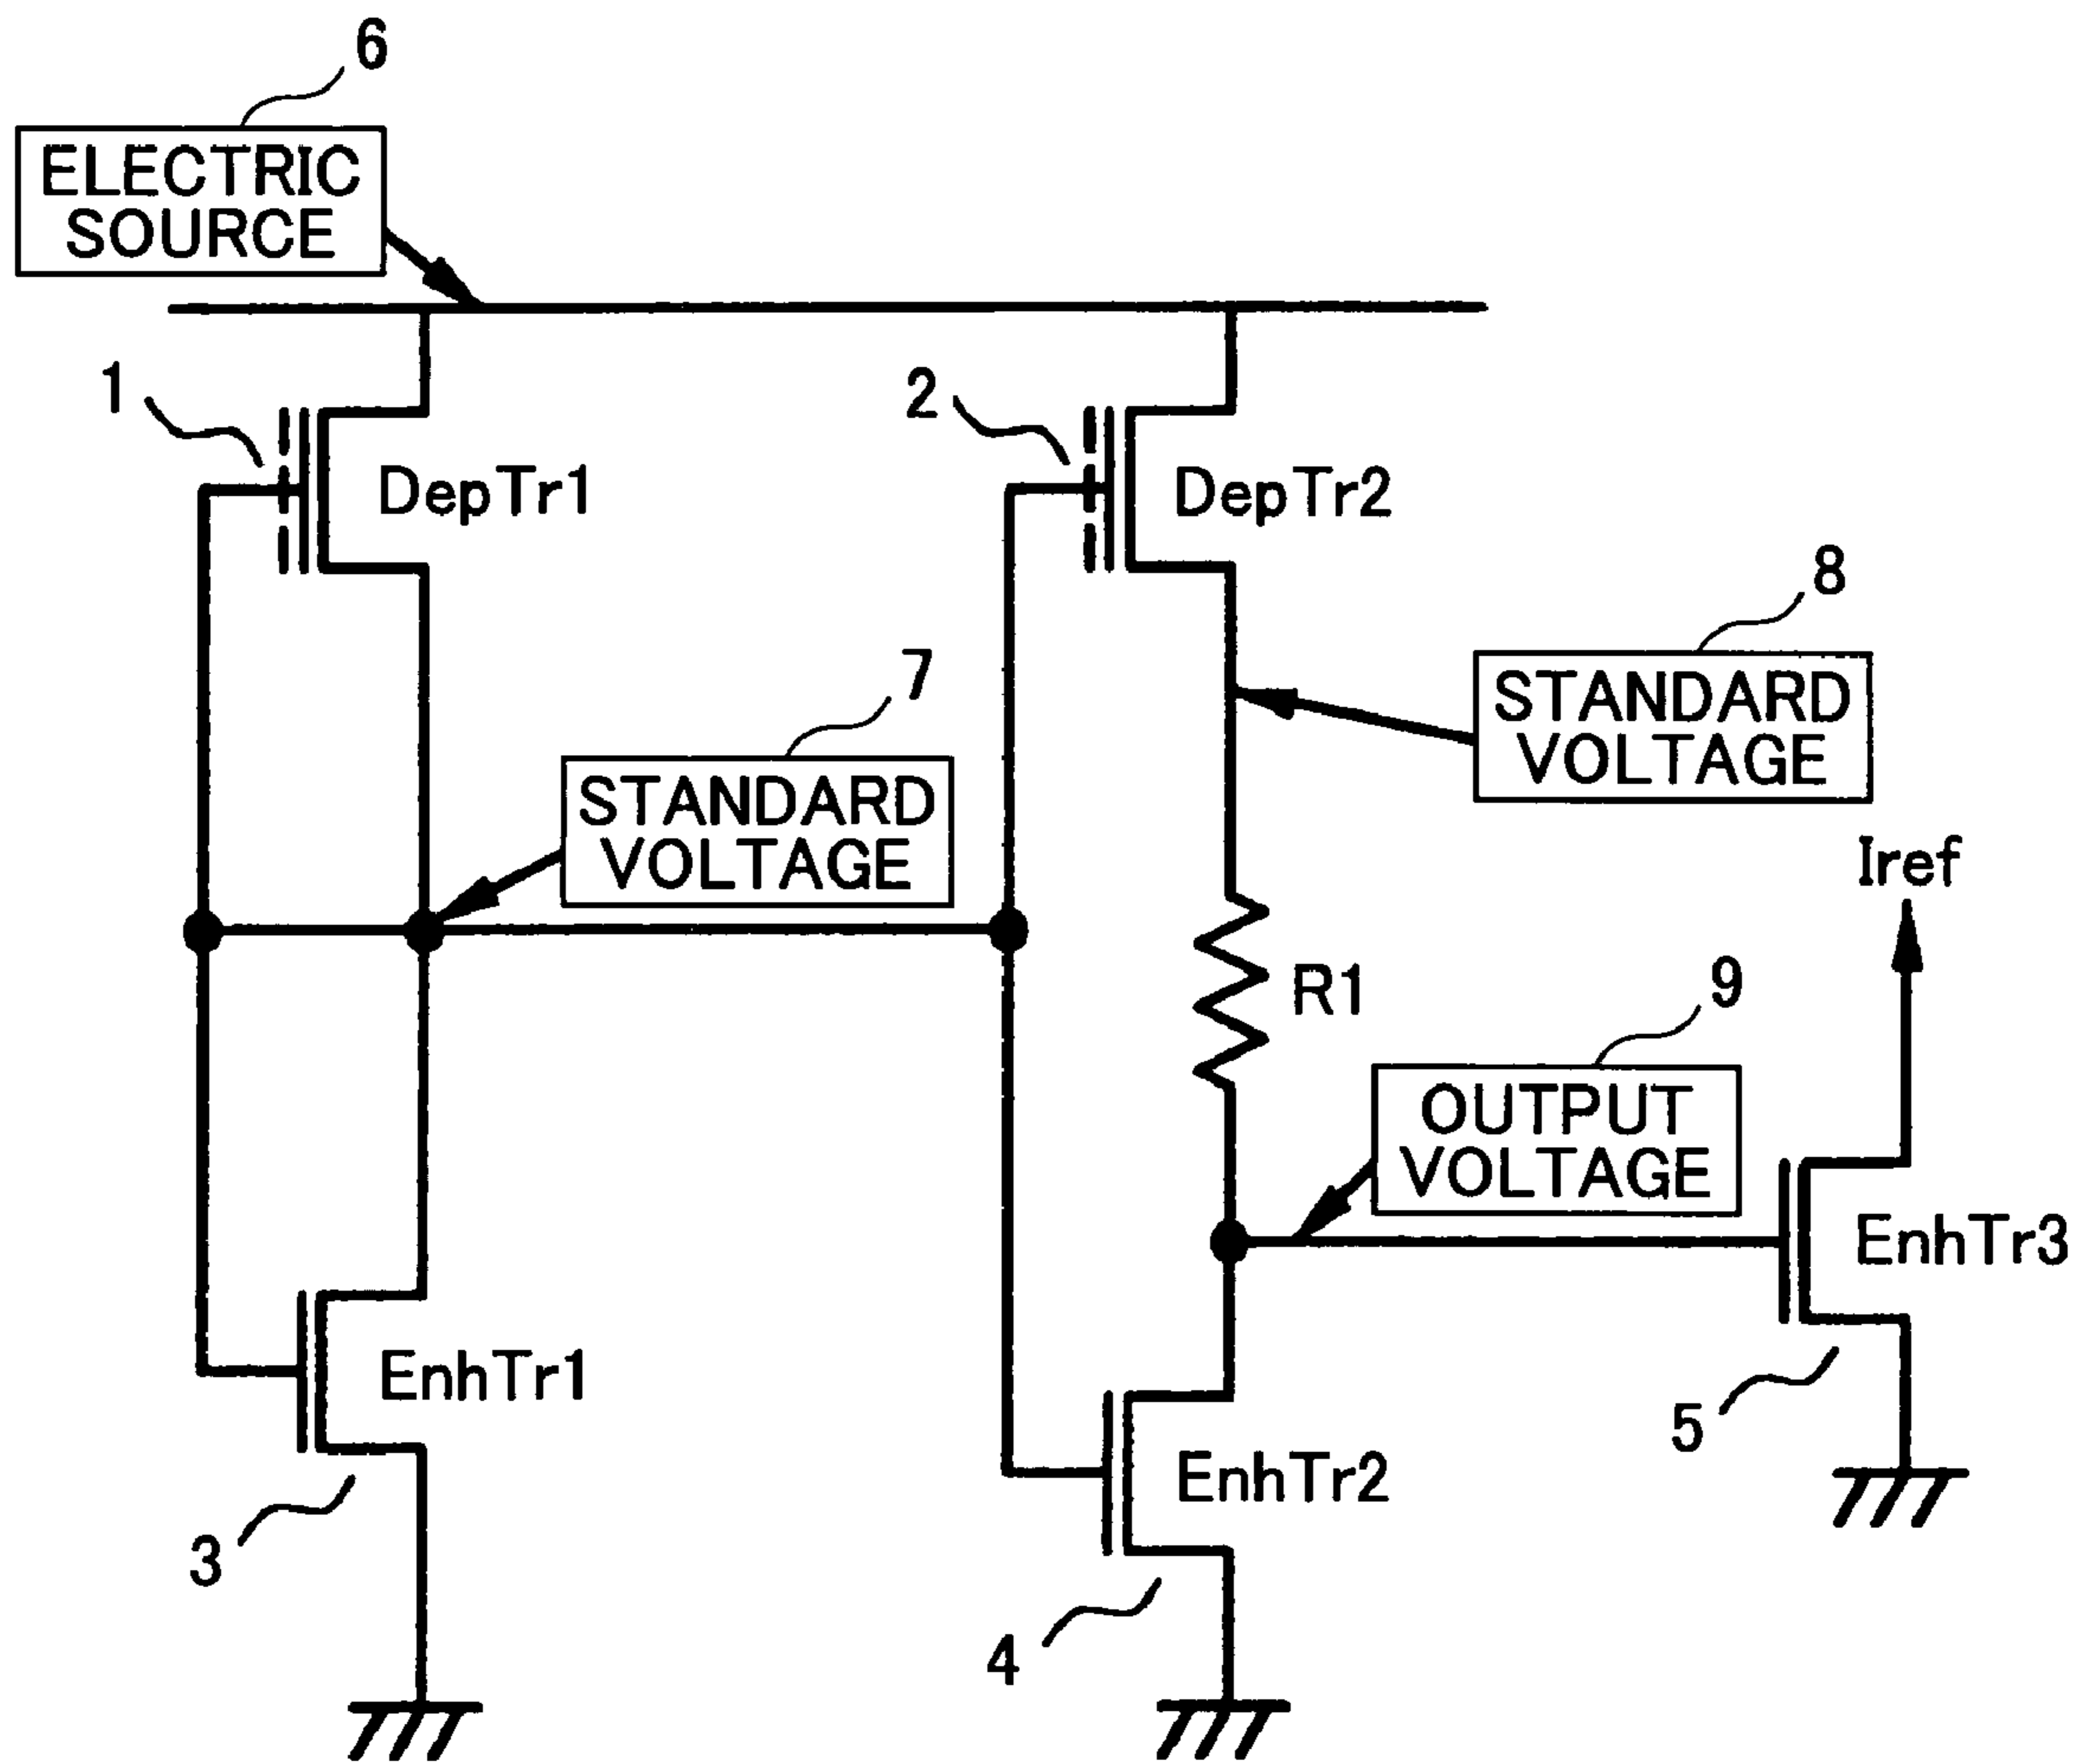 6
ELECTRIC
SOURCE
1
DepTr1
2
DepTr2
8
STANDARD
VOLTAGE
7
STANDARD
VOLTAGE
Iref
R1
9
OUTPUT
VOLTAGE
EnhTr3
5
EnhTr1
3
EnhTr2
4